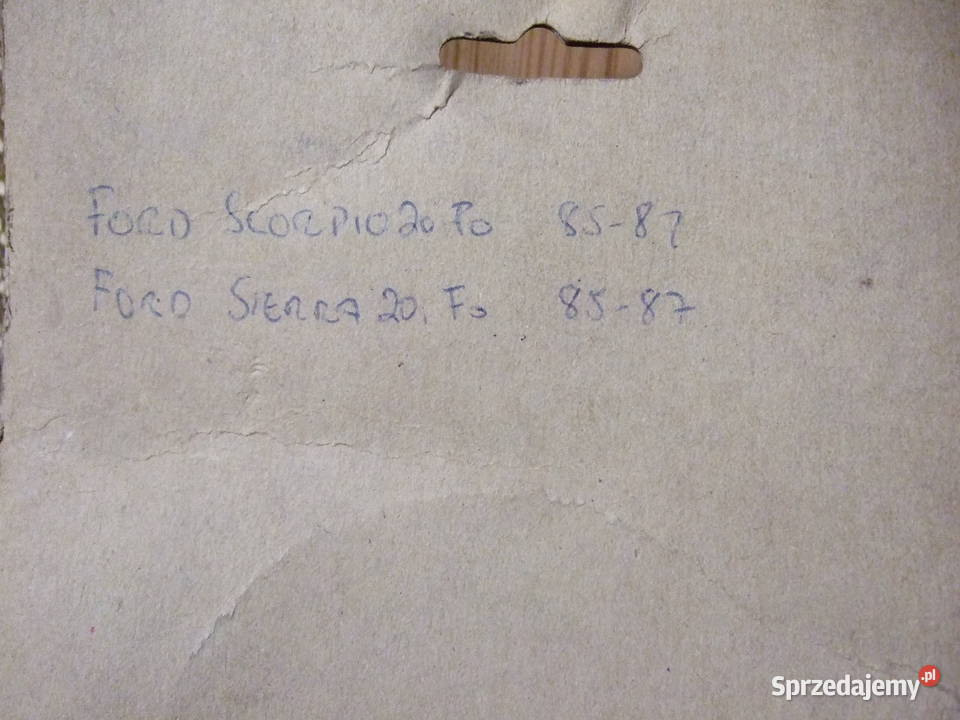 FORD SCORPIO 20 Fo 85-87
FORD SIERRA 20. Fo 85-87
Sprzedajemy.pl